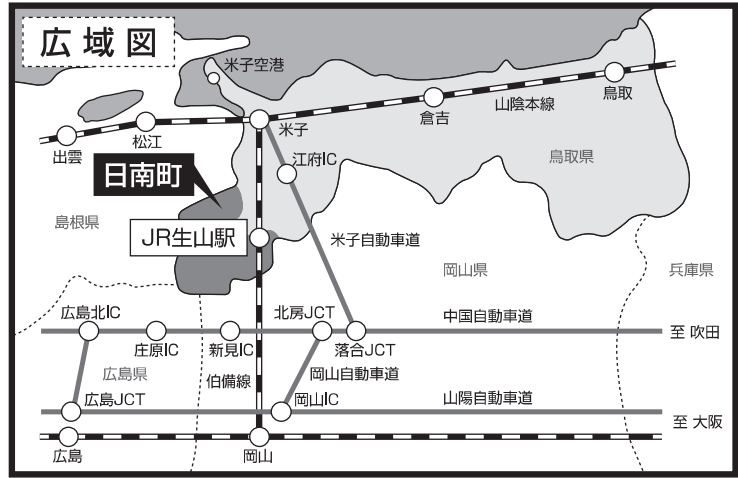 広域図
米子空港
鳥取
倉吉
山陰本線
米子
松江
出雲
江府IC
鳥取県
日南町
島根県
JR生山駅
米子自動車道
岡山県
兵庫県
広島北IC
北房JCT
中国自動車道
至 吹田
庄原IC
新見IC
落合JCT
広島県
伯備線
岡山自動車道
広島JCT
岡山IC
山陽自動車道
至 大阪
広島
岡山